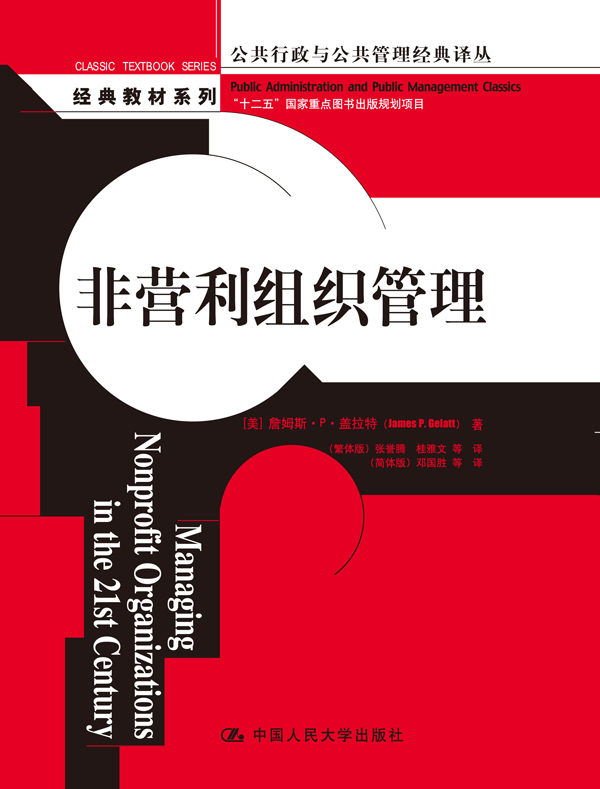 公共行政与公共管理经典译丛
CLASSIC TEXTBOOK SERIES
经典教材系列
Public Administration and Public Management Classics
“十二五”国家重点图书出版规划项目
非营利组织管理
[美] 詹姆斯·P·盖拉特 (James P. Gelatt) 著
(繁体版) 张誉腾 桂雅文 等 译
(简体版) 邓国胜 等 译
Managing
Nonprofit Organizations
in the 21st Century
中国人民大学出版社